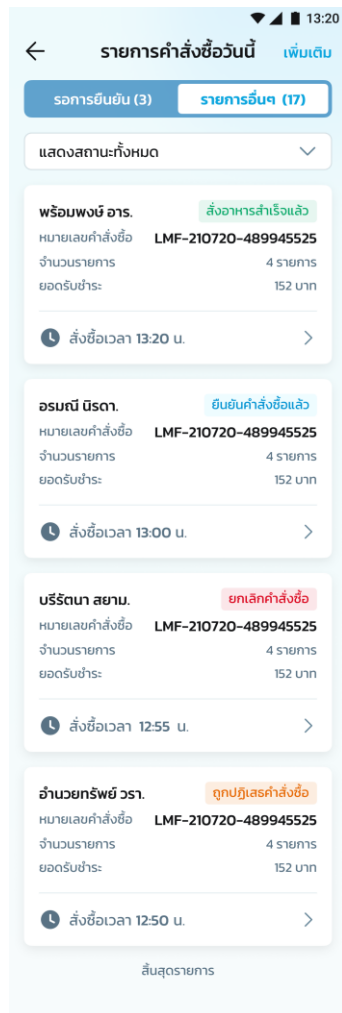 13:20
รายการคำสั่งซื้อวันนี้ เพิ่มเติม
รอการยืนยัน (3) รายการอื่นๆ (17)
แสดงสถานะทั้งหมด
พร้อมพงษ์ อาร. สั่งอาหารสำเร็จแล้ว
หมายเลขคำสั่งซื้อ LMF-210720-489945525
จำนวนรายการ 4 รายการ
ยอดรับชำระ 152 บาท
สั่งซื้อเวลา 13:20 น.
อรมณี นิรดา. ยืนยันคำสั่งซื้อแล้ว
หมายเลขคำสั่งซื้อ LMF-210720-489945525
จำนวนรายการ 4 รายการ
ยอดรับชำระ 152 บาท
สั่งซื้อเวลา 13:00 น.
บรีรัตนา สยาม. ยกเลิกคำสั่งซื้อ
หมายเลขคำสั่งซื้อ LMF-210720-489945525
จำนวนรายการ 4 รายการ
ยอดรับชำระ 152 บาท
สั่งซื้อเวลา 12:55 น.
อำนวยทรัพย์ วรา. ถูกปฏิเสธคำสั่งซื้อ
หมายเลขคำสั่งซื้อ LMF-210720-489945525
จำนวนรายการ 4 รายการ
ยอดรับชำระ 152 บาท
สั่งซื้อเวลา 12:50 น.
สิ้นสุดรายการ